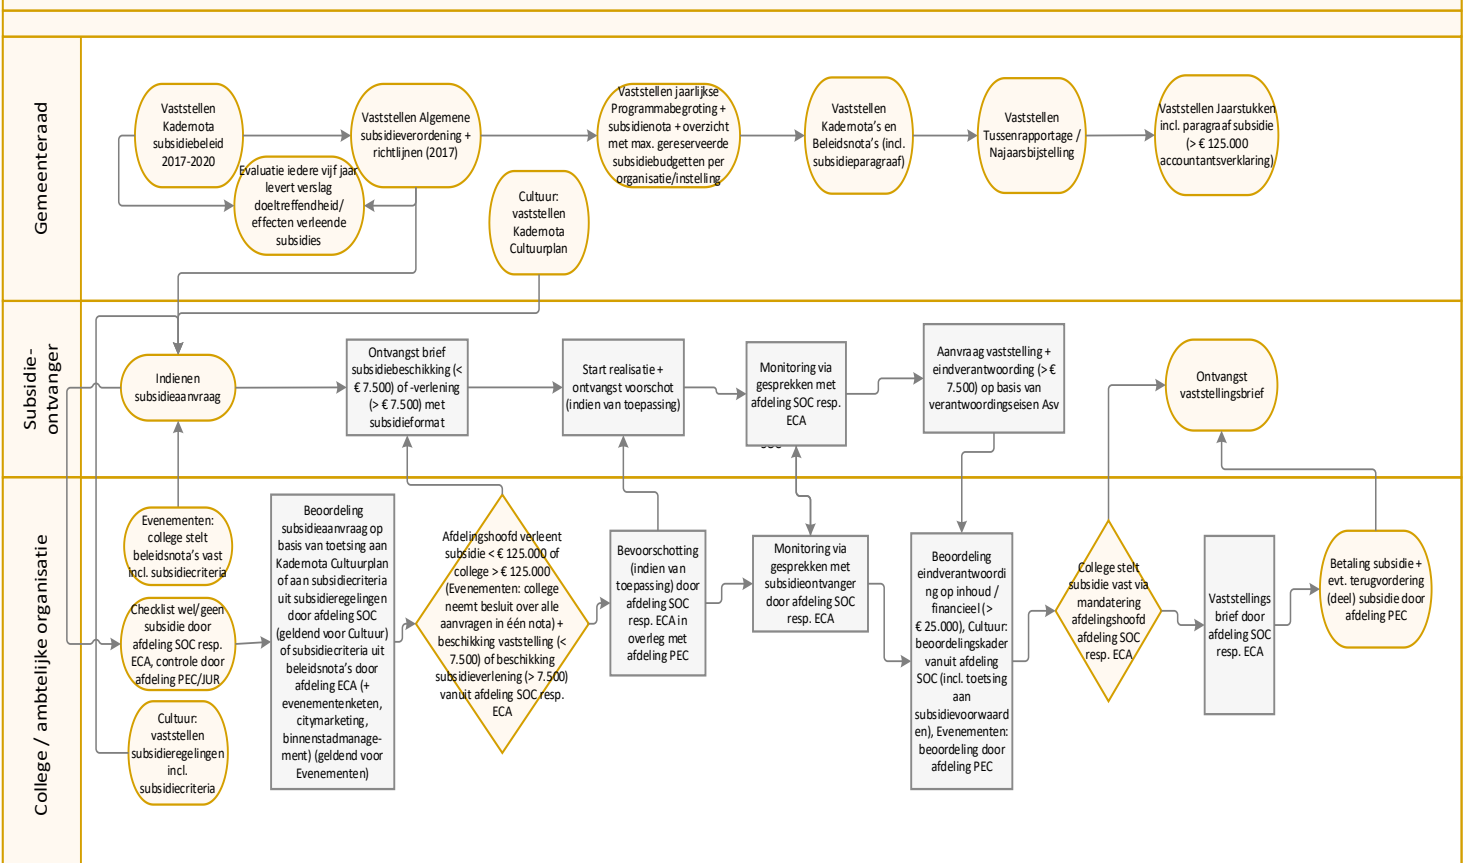 Gemeenteraad
Vaststellen
Kadernota
subsidiebeleid
2017-2020
Vaststellen Algemene
subsidieverordening +
richtlijnen (2017)
Vaststellen jaarlijkse
Programmabegroting +
subsidienota + overzicht
met max. gereserveerde
subsidiebudgetten per
organisatie/instelling
Vaststellen
Kadernota's en
Beleidsnota's (incl.
subsidieparagraaf)
Vaststellen
Tussenrapportage /
Najaarsbijstelling
Vaststellen Jaarstukken
incl. paragraaf subsidie
(> € 125.000
accountantsverklaring)
Evaluatie iedere vijf jaar
levert verslag
doeltreffendheid/
effecten verleende
subsidies
Cultuur:
vaststellen
Kadernota
Cultuurplan
Subsidie-
ontvanger
Indienen
subsidieaanvraag
Ontvangst brief
subsidiebeschikking (<
€ 7.500) of -verlening
(> € 7.500) met
subsidieformat
Start realisatie +
ontvangst voorschot
(indien van toepassing)
Monitoring via
gesprekken met
afdeling SOC resp.
ECA
Aanvraag vaststelling +
eindverantwoording (> €
7.500) op basis van
verantwoordingseisen Asv
Ontvangst
vaststellingsbrief
College / ambtelijke organisatie
Evenementen:
college stelt
beleidsnota's vast
incl. subsidiecriteria
Checklist wel/geen
subsidie door
afdeling SOC resp.
ECA, controle door
afdeling PEC/JUR
Cultuur:
vaststellen
subsidieregelingen
incl.
subsidiecriteria
Beoordeling
subsidieaanvraag op
basis van toetsing aan
Kadernota Cultuurplan
of aan subsidiecriteria
uit subsidieregelingen
door afdeling SOC
(geldend voor Cultuur)
of subsidiecriteria uit
beleidsnota's door
afdeling ECA (+
evenementenketen,
citymarketing,
binnenstadmanage-
ment) (geldend voor
Evenementen)
Afdelingshoofd verleent
subsidie < € 125.000 of
college > € 125.000
(Evenementen: college
neemt besluit over alle
aanvragen in één nota) +
beschikking vaststelling (<
7.500) of beschikking
subsidieverlening (> 7.500)
vanuit afdeling SOC resp.
ECA
Bevoorschotting
(indien van
toepassing) door
afdeling SOC
resp. ECA in
overleg met
afdeling PEC
Monitoring via
gesprekken met
subsidieontvanger
door afdeling SOC
resp. ECA
Beoordeling
eindverantwoordi
ng op inhoud /
financieel (>
€ 25.000), Cultuur:
beoordelingskader
vanuit afdeling
SOC (incl. toetsing
aan
subsidievoorwaard
en), Evenementen:
beoordeling door
afdeling PEC
College stelt
subsidie vast via
mandatering
afdelingshoofd
afdeling SOC
resp. ECA
Vaststellings
brief door
afdeling SOC
resp. ECA
Betaling subsidie +
evt. terugvordering
(deel) subsidie door
afdeling PEC